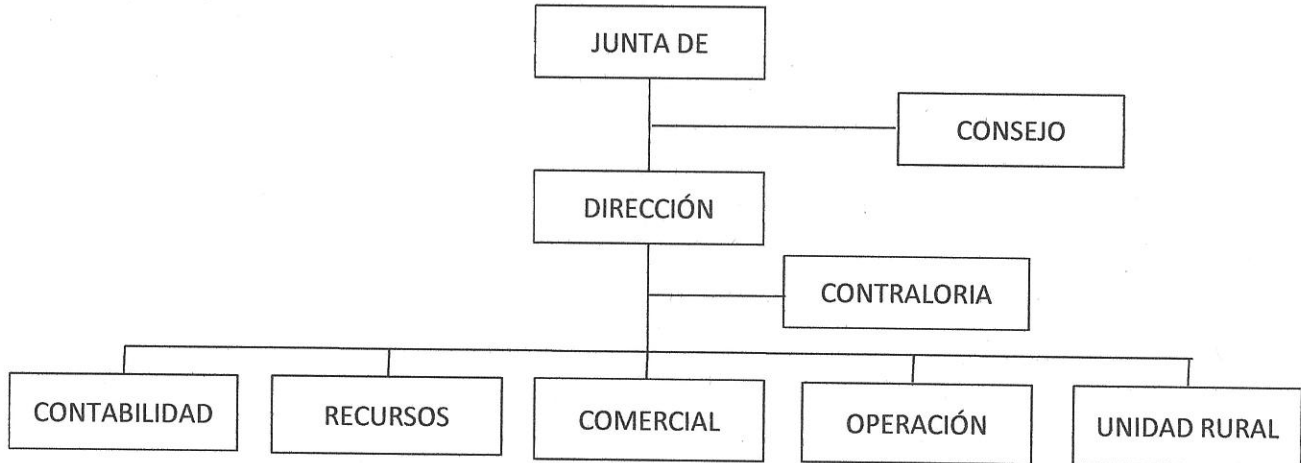 JUNTA DE
CONSEJO
DIRECCIÓN
CONTRALORIA
CONTABILIDAD
RECURSOS
COMERCIAL
OPERACIÓN
UNIDAD RURAL